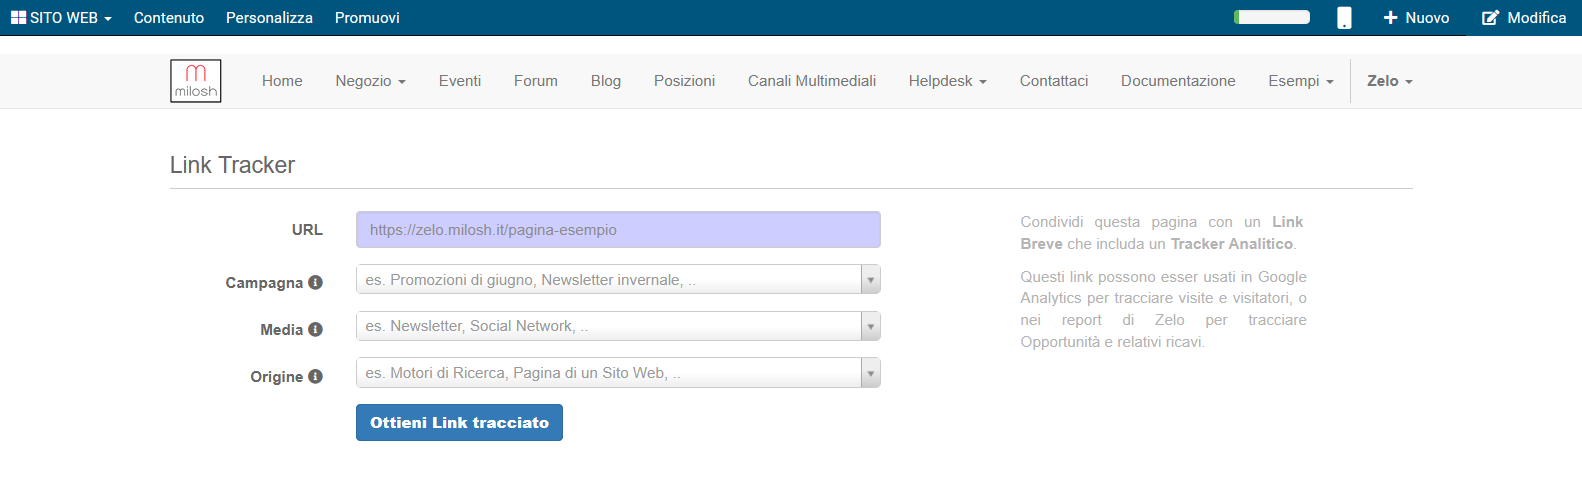 SITO WEB Contenuto Personalizza Promuovi Nuovo Modifica
m
milosh
Home Negozio Eventi Forum Blog Posizioni Canali Multimediali Helpdesk Contattaci Documentazione Esempi Zelo
Link Tracker
URL https://zelo.milosh.it/pagina-esempio
Campagna es. Promozioni di giugno, Newsletter invernale, ..
Media es. Newsletter, Social Network, ..
Origine es. Motori di Ricerca, Pagina di un Sito Web, ..
Ottieni Link tracciato
Condividi questa pagina con un Link
Breve che includa un Tracker Analitico.
Questi link possono esser usati in Google
Analytics per tracciare visite e visitatori, o
nei report di Zelo per tracciare
Opportunità e relativi ricavi.